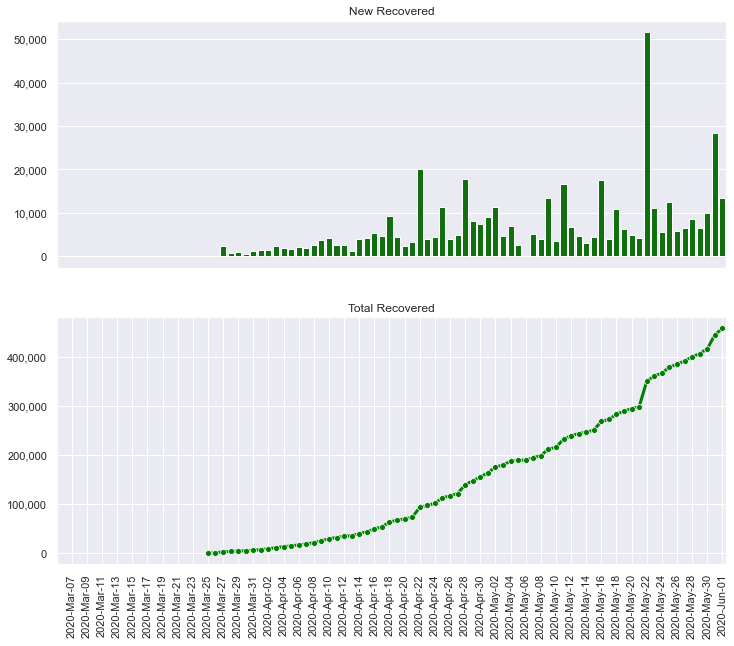 New Recovered
50,000
40,000
30,000
20,000
10,000
0
Total Recovered
400,000
300,000
200,000
100,000
0
2020-Mar-07
2020-Mar-09
2020-Mar-11
2020-Mar-13
2020-Mar-15
2020-Mar-17
2020-Mar-19
2020-Mar-21
2020-Mar-23
2020-Mar-25
2020-Mar-27
2020-Mar-29
2020-Mar-31
2020-Apr-02
2020-Apr-04
2020-Apr-06
2020-Apr-08
2020-Apr-10
2020-Apr-12
2020-Apr-14
2020-Apr-16
2020-Apr-18
2020-Apr-20
2020-Apr-22
2020-Apr-24
2020-Apr-26
2020-Apr-28
2020-Apr-30
2020-May-02
2020-May-04
2020-May-06
2020-May-08
2020-May-10
2020-May-12
2020-May-14
2020-May-16
2020-May-18
2020-May-20
2020-May-22
2020-May-24
2020-May-26
2020-May-28
2020-May-30
2020-Jun-01